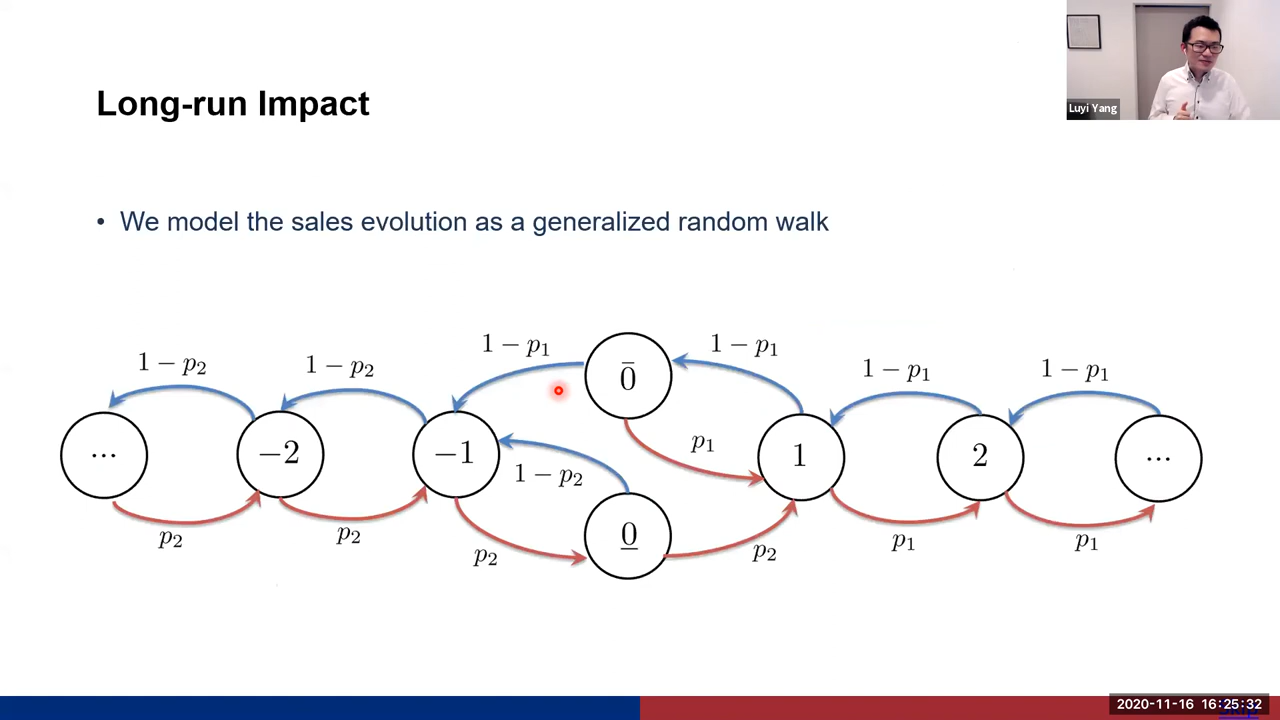 Luyi Yang
Long-run Impact
• We model the sales evolution as a generalized random walk
1 − p₂
1 − p₂
1 − p₁
1 − p₁
1 − p₁
1 − p₁
0̄
...
−2
−1
1
2
...
p₁
1 − p₂
0̲
p₂
p₂
p₂
p₂
p₁
p₁
2020-11-16 16:25:32